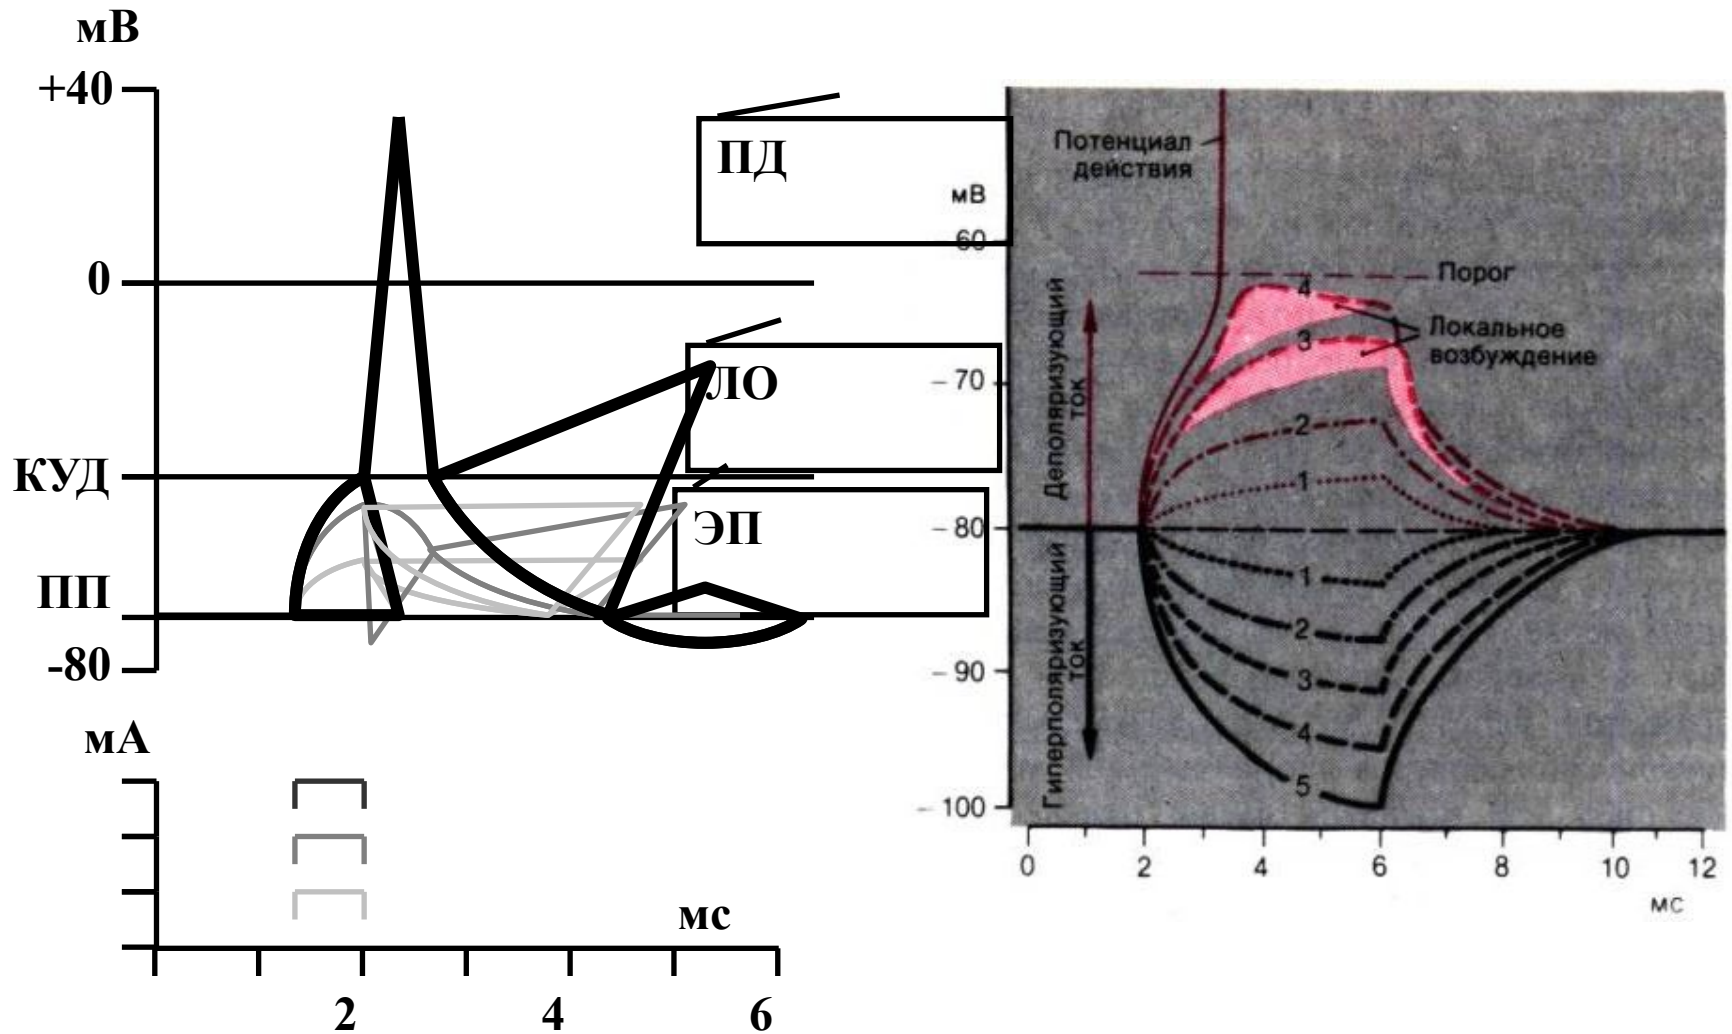 мВ
+40
0
КУД
ПП
-80
мА
мс
2
4
6
ПД
ЛО
ЭП
мВ
60
– 70
– 80
– 90
– 100
Потенциал
действия
Порог
Локальное
возбуждение
Деполяризующий
ток
Гиперполяризующий
ток
4
3
2
1
1
2
3
4
5
0
2
4
6
8
10
12
мс